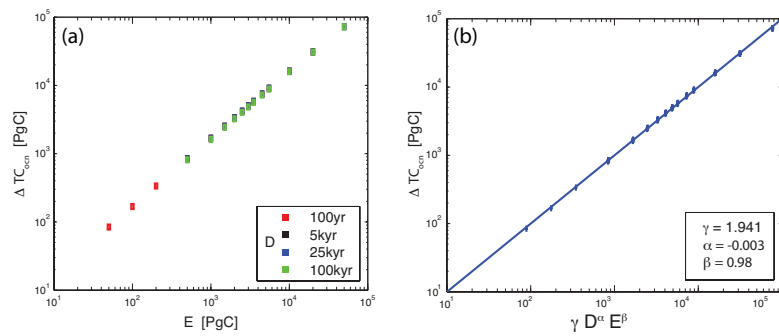 (a)
Δ TCocn [PgC]
10^5
10^4
10^3
10^2
10^1
10^1 10^2 10^3 10^4 10^5
E [PgC]
D
100yr
5kyr
25kyr
100kyr
(b)
Δ TCocn [PgC]
10^5
10^4
10^3
10^2
10^1
10^1 10^2 10^3 10^4 10^5
γ D^α E^β
γ = 1.941
α = -0.003
β = 0.98